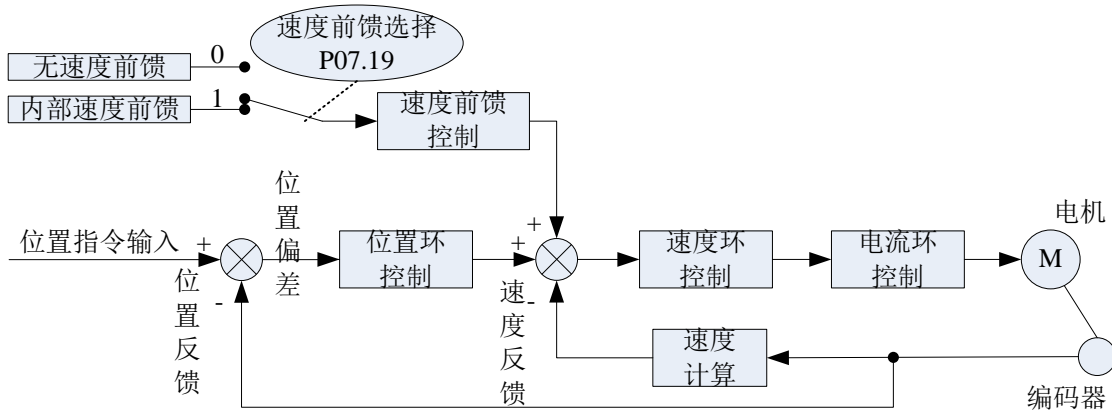 速度前馈选择
P07.19
无速度前馈
0
内部速度前馈
1
速度前馈
控制
位置指令输入
+
-
位置反馈
位置偏差
位置环
控制
+
+
-
速度反馈
速度环
控制
电流环
控制
电机
M
速度
计算
编码器